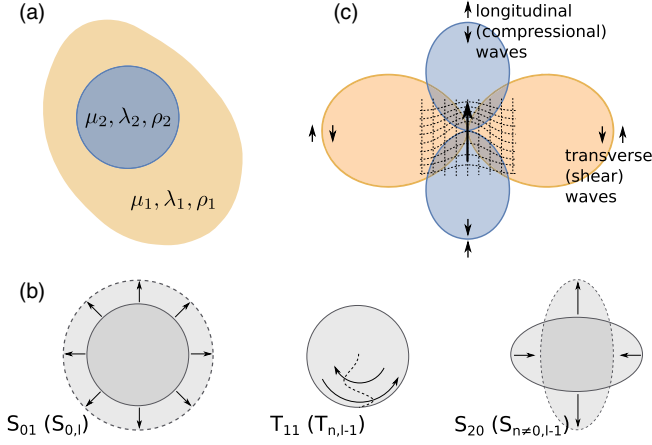 (a)
μ₂, λ₂, ρ₂
μ₁, λ₁, ρ₁
(c)
longitudinal
(compressional)
waves
transverse
(shear)
waves
(b)
S₀₁ (S₀,ₗ)
T₁₁ (Tₙ,ₗ₋₁)
S₂₀ (Sₙ≠₀,ₗ₋₁)